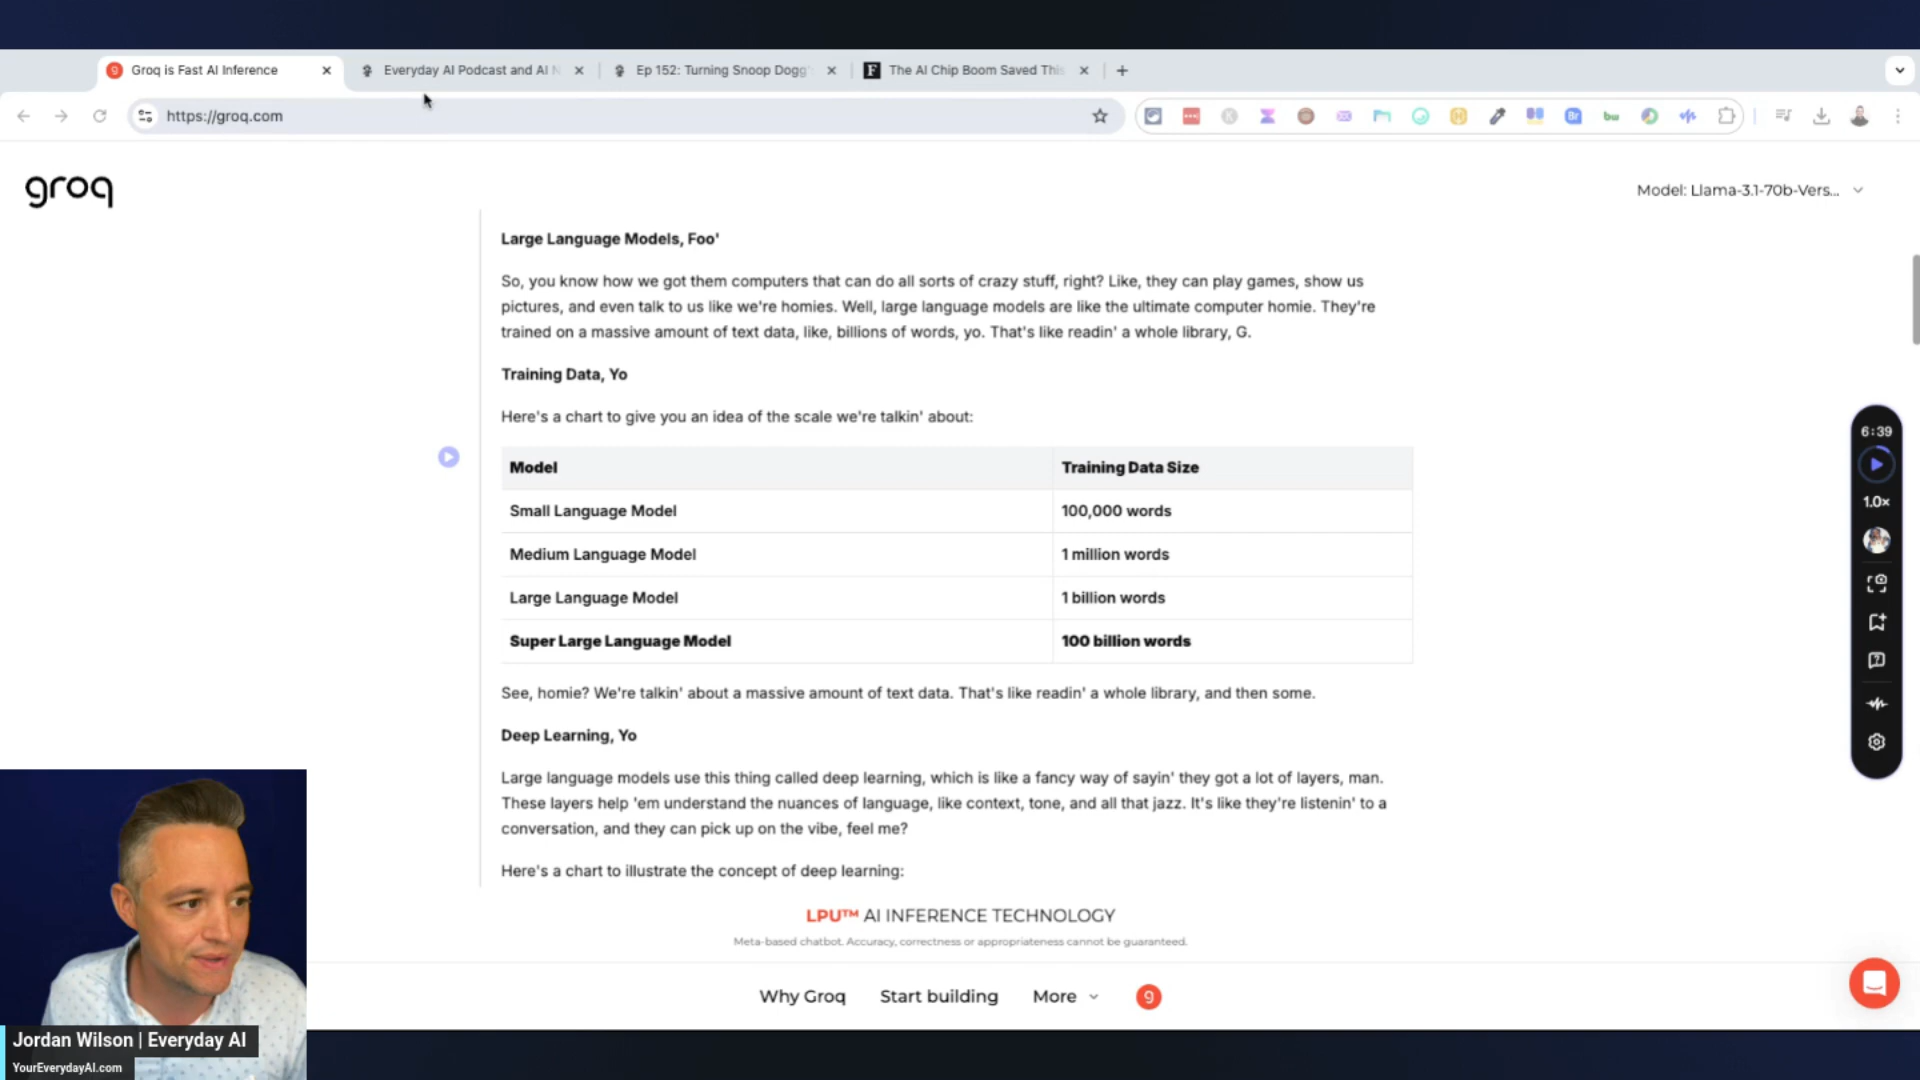 Groq is Fast AI Inference
Everyday AI Podcast and AI N
Ep 152: Turning Snoop Dogg'
The AI Chip Boom Saved This
https://groq.com
groq
Model: Llama-3.1-70b-Vers...
Large Language Models, Foo'
So, you know how we got them computers that can do all sorts of crazy stuff, right? Like, they can play games, show us
pictures, and even talk to us like we're homies. Well, large language models are like the ultimate computer homie. They're
trained on a massive amount of text data, like, billions of words, yo. That's like readin' a whole library, G.
Training Data, Yo
Here's a chart to give you an idea of the scale we're talkin' about:
Model Training Data Size
Small Language Model 100,000 words
Medium Language Model 1 million words
Large Language Model 1 billion words
Super Large Language Model 100 billion words
See, homie? We're talkin' about a massive amount of text data. That's like readin' a whole library, and then some.
Deep Learning, Yo
Large language models use this thing called deep learning, which is like a fancy way of sayin' they got a lot of layers, man.
These layers help 'em understand the nuances of language, like context, tone, and all that jazz. It's like they're listenin' to a
conversation, and they can pick up on the vibe, feel me?
Here's a chart to illustrate the concept of deep learning:
6:39
1.0×
LPU™ AI INFERENCE TECHNOLOGY
Meta-based chatbot. Accuracy, correctness or appropriateness cannot be guaranteed.
Why Groq Start building More
Jordan Wilson | Everyday AI
YourEverydayAI.com